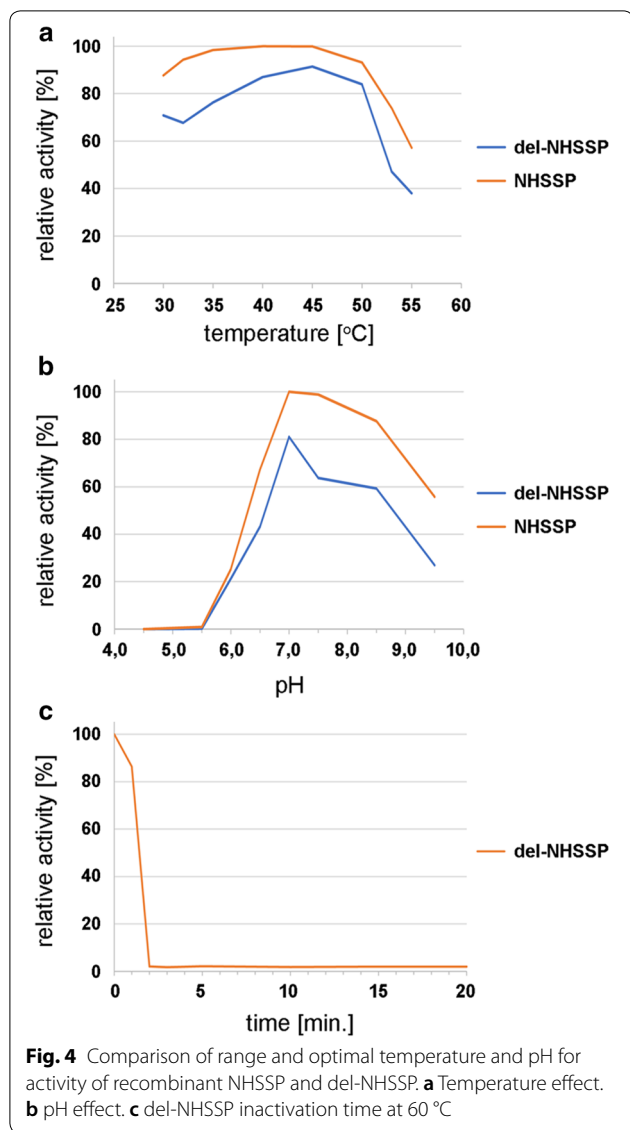 a
relative activity [%]
100
80
60
40
20
0
25 30 35 40 45 50 55 60
temperature [°C]
del-NHSSP
NHSSP
b
relative activity [%]
100
80
60
40
20
0
4,0 5,0 6,0 7,0 8,0 9,0 10,0
pH
del-NHSSP
NHSSP
c
relative activity [%]
100
80
60
40
20
0
0 5 10 15 20
time [min.]
del-NHSSP
Fig. 4 Comparison of range and optimal temperature and pH for
activity of recombinant NHSSP and del-NHSSP. a Temperature effect.
b pH effect. c del-NHSSP inactivation time at 60 °C